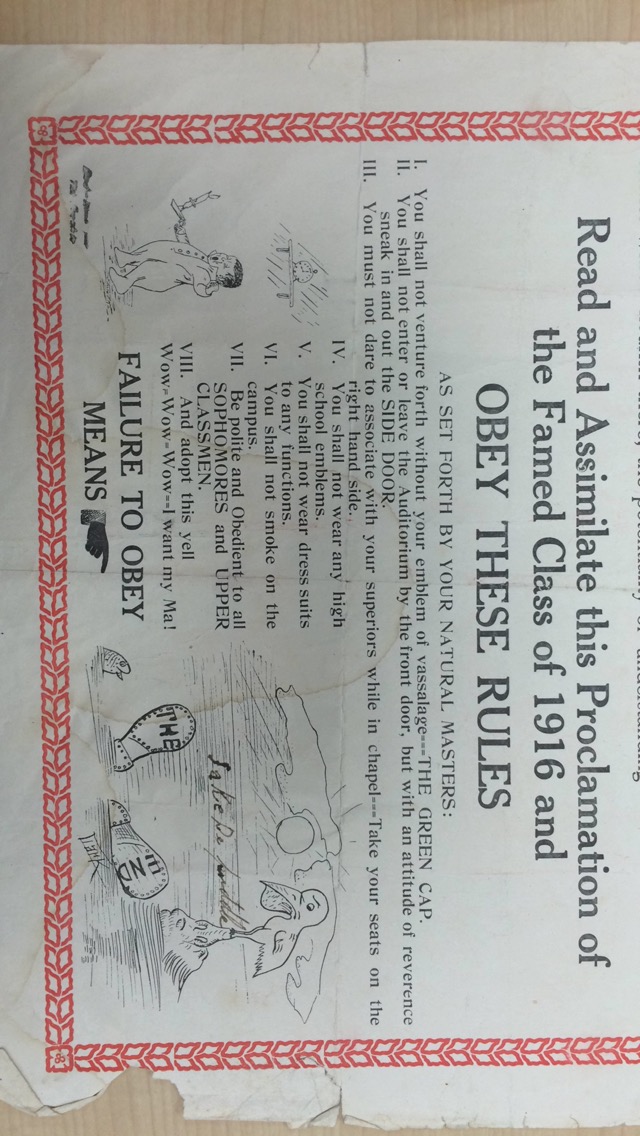 Read and Assimilate this Proclamation of
the Famed Class of 1916 and
OBEY THESE RULES
AS SET FORTH BY YOUR NATURAL MASTERS:
I. You shall not venture forth without your emblem of vassalage---THE GREEN CAP.
II. You shall not enter or leave the Auditorium by the front door, but with an attitude of reverence
sneak in and out the SIDE DOOR.
III. You must not dare to associate with your superiors while in chapel---Take your seats on the
right hand side.
IV. You shall not wear any high
school emblems.
V. You shall not wear dress suits
to any functions.
VI. You shall not smoke on the
campus.
VII. Be polite and Obedient to all
SOPHOMORES and UPPER
CLASSMEN.
VIII. And adopt this yell
Wow=Wow=Wow--I want my Ma!
FAILURE TO OBEY
MEANS
THE
END